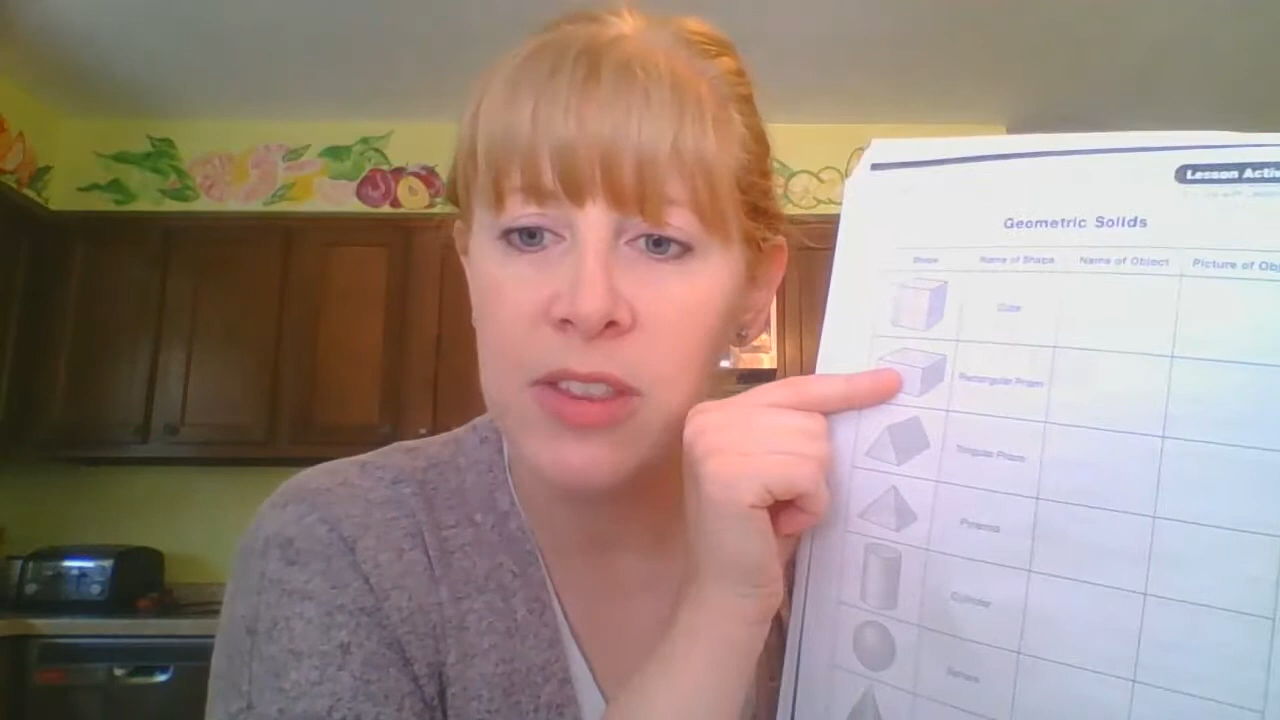 Lesson Activ
Geometric Solids
Shape Name of Shape Name of Object Picture of Obj
Cube
Rectangular Prism
Triangular Prism
Pyramid
Cylinder
Sphere